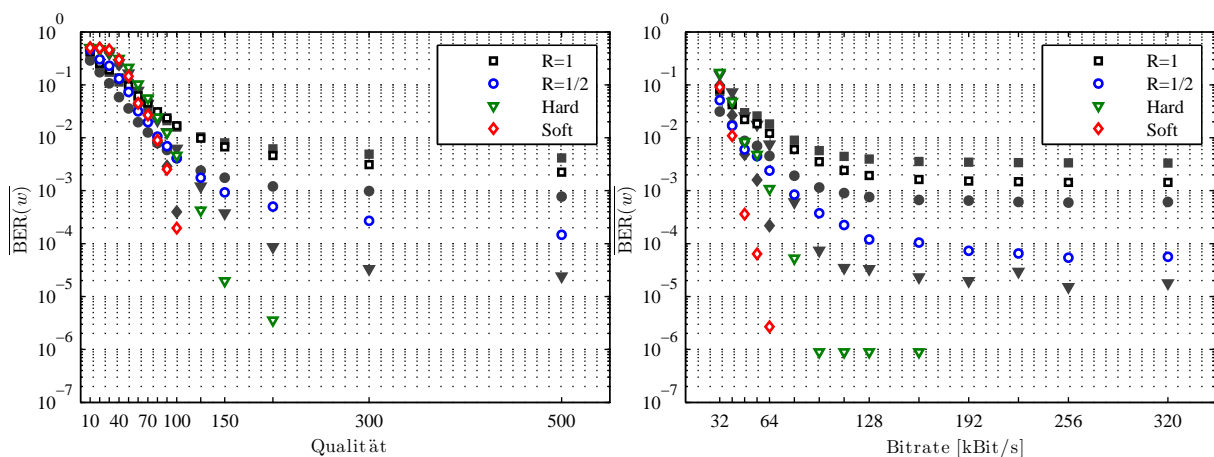 10^0
10^−1
10^−2
10^−3
10^−4
10^−5
10^−6
10^−7
BER(w)
10 40 70 100 150 300 500
Qualität
R=1
R=1/2
Hard
Soft
10^0
10^−1
10^−2
10^−3
10^−4
10^−5
10^−6
10^−7
BER(w)
32 64 128 192 256 320
Bitrate [kBit/s]
R=1
R=1/2
Hard
Soft